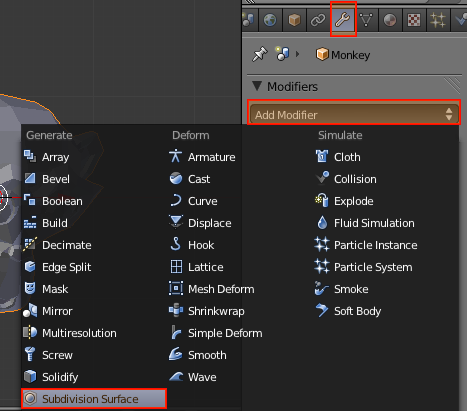 Monkey
Modifiers
Add Modifier
Generate
Array
Bevel
Boolean
Build
Decimate
Edge Split
Mask
Mirror
Multiresolution
Screw
Solidify
Subdivision Surface
Deform
Armature
Cast
Curve
Displace
Hook
Lattice
Mesh Deform
Shrinkwrap
Simple Deform
Smooth
Wave
Simulate
Cloth
Collision
Explode
Fluid Simulation
Particle Instance
Particle System
Smoke
Soft Body